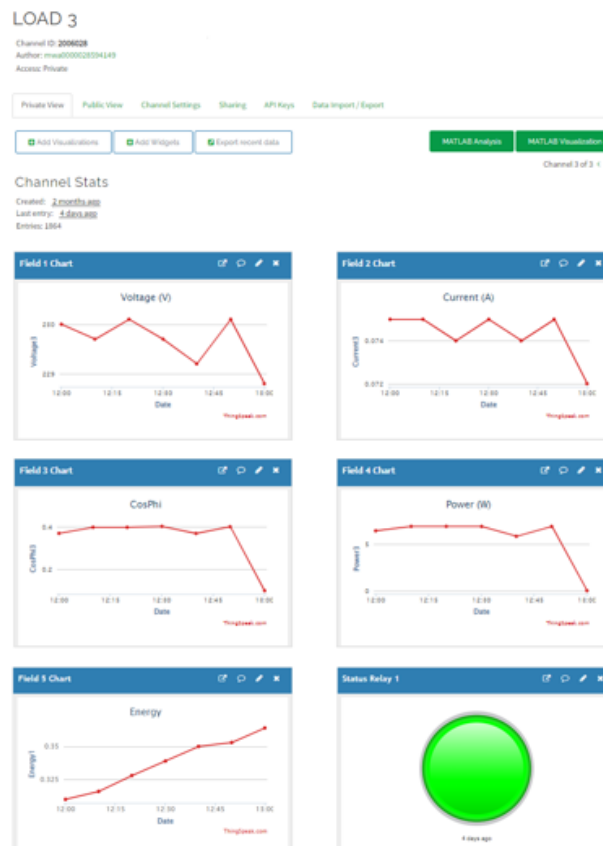 LOAD 3
Channel ID: 2006028
Author: mwa0000028594149
Access: Private
Private View Public View Channel Settings Sharing API Keys Data Import / Export
Add Visualizations Add Widgets Export recent data MATLAB Analysis MATLAB Visualization
Channel 3 of 3 <
Channel Stats
Created: 2 months ago
Last entry: 4 days ago
Entries: 1864
Field 1 Chart
Voltage (V)
Voltage3
230
229
12:00 12:15 12:30 12:45 13:00
Date
ThingSpeak.com
Field 2 Chart
Current (A)
Current3
0.074
0.072
12:00 12:15 12:30 12:45 13:00
Date
ThingSpeak.com
Field 3 Chart
CosPhi
CosPhi3
0.4
0.2
12:00 12:15 12:30 12:45 13:00
Date
ThingSpeak.com
Field 4 Chart
Power (W)
Power3
5
0
12:00 12:15 12:30 12:45 13:00
Date
ThingSpeak.com
Field 5 Chart
Energy
Energy1
0.35
0.325
12:00 12:15 12:30 12:45 13:00
Date
ThingSpeak.com
Status Relay 1
4 days ago